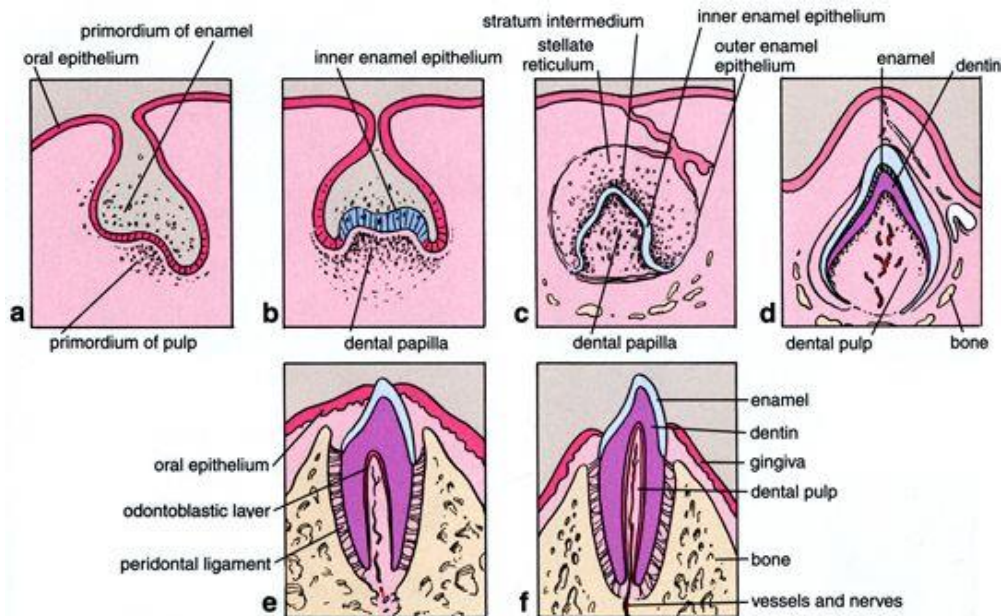 primordium of enamel
oral epithelium
a
primordium of pulp
inner enamel epithelium
b
dental papilla
stratum intermedium
stellate
reticulum
inner enamel epithelium
outer enamel
epithelium
c
dental papilla
enamel
dentin
d
dental pulp
bone
oral epithelium
odontoblastic layer
peridontal ligament
e
enamel
dentin
gingiva
dental pulp
bone
f
vessels and nerves